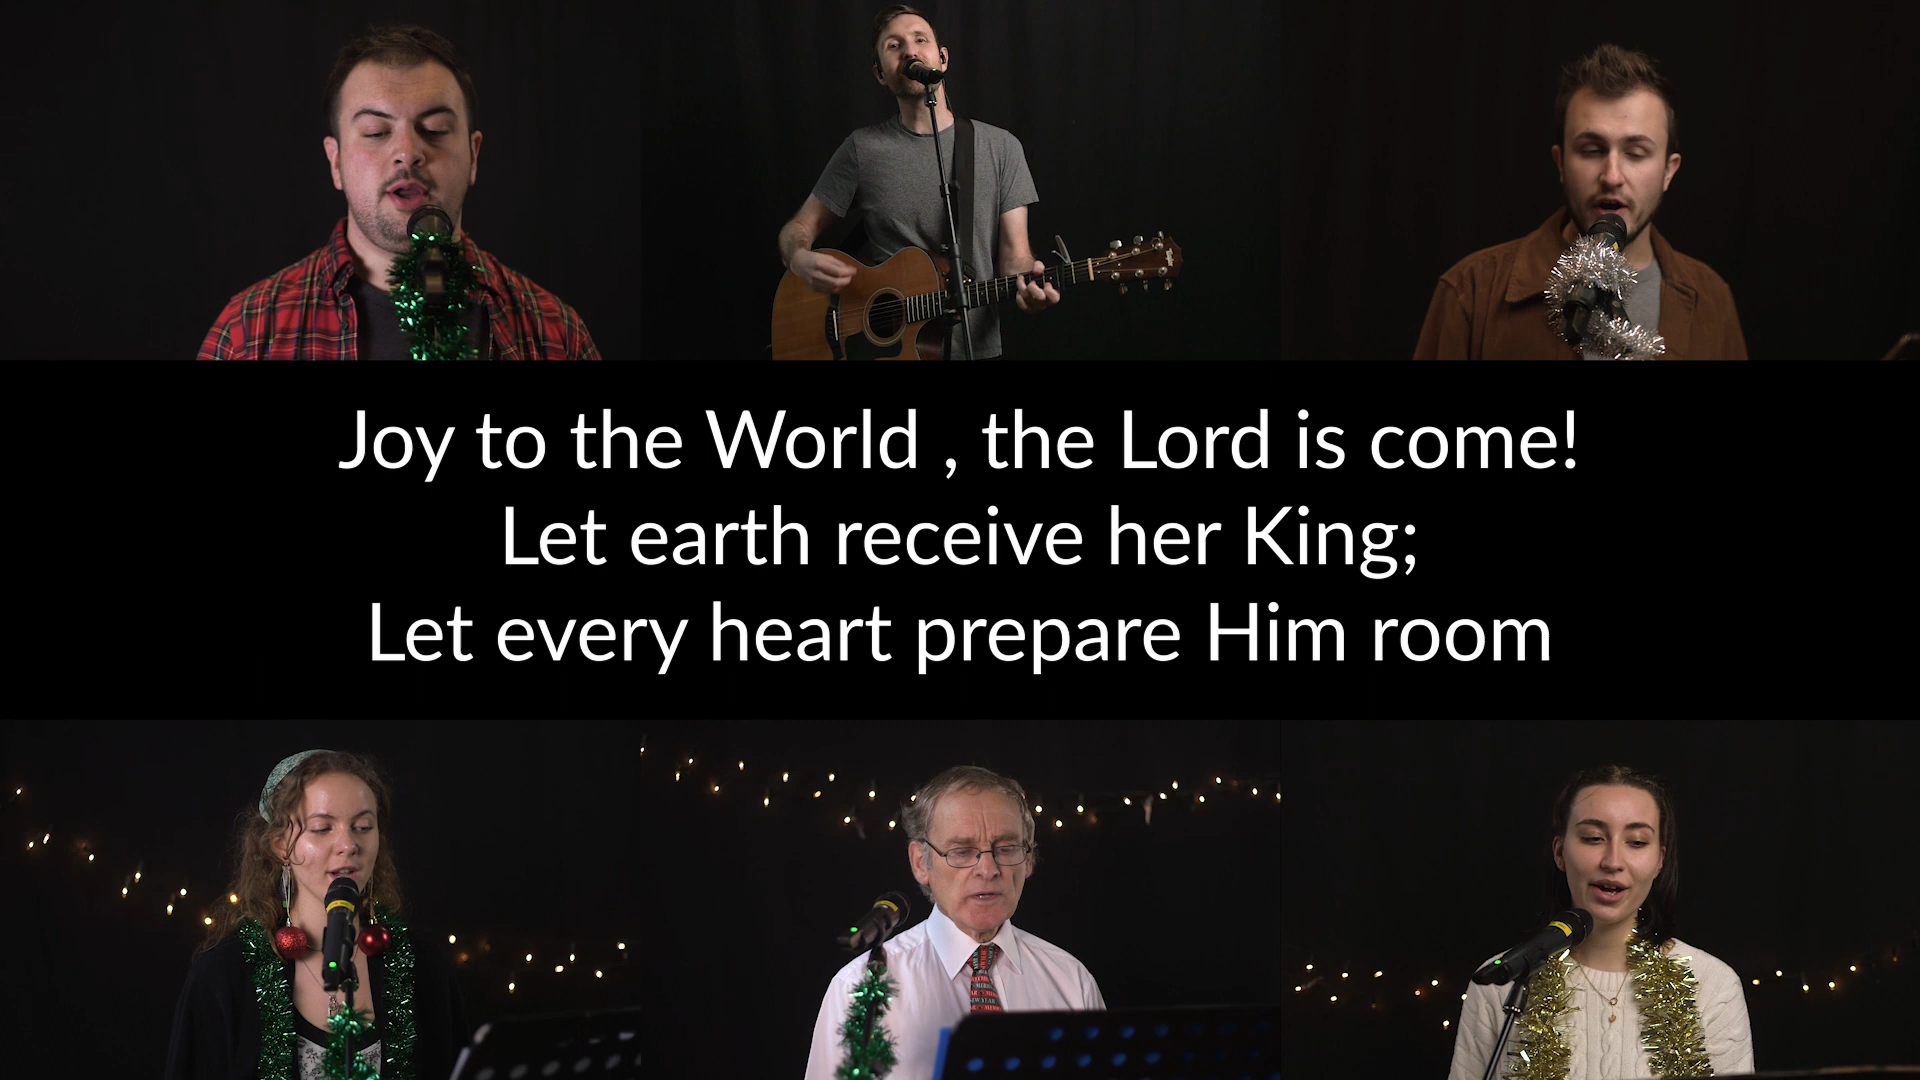 Joy to the World , the Lord is come!
Let earth receive her King;
Let every heart prepare Him room